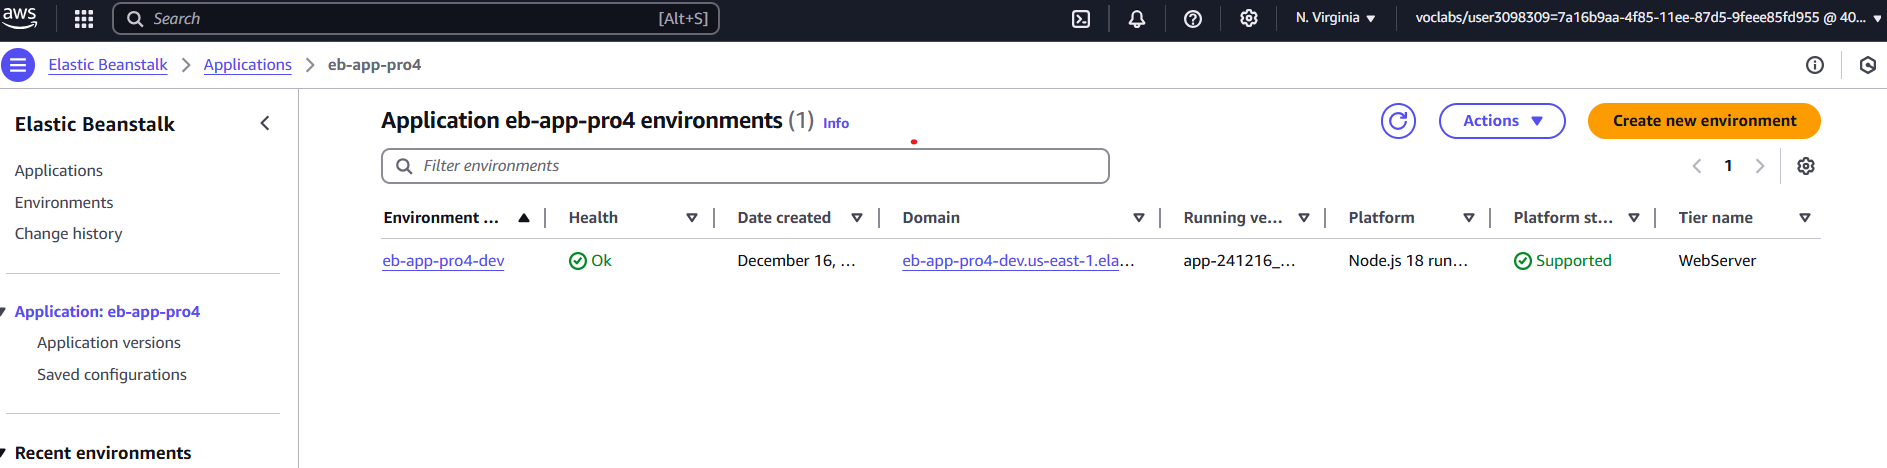 aws Search [Alt+S] N. Virginia voclabs/user3098309=7a16b9aa-4f85-11ee-87d5-9feee85fd955 @ 40...
Elastic Beanstalk Applications eb-app-pro4
Elastic Beanstalk
Applications
Environments
Change history
Application: eb-app-pro4
Application versions
Saved configurations
Recent environments
Application eb-app-pro4 environments (1) Info Actions Create new environment
Filter environments 1
Environment ... Health Date created Domain Running ve... Platform Platform st... Tier name
eb-app-pro4-dev Ok December 16, ... eb-app-pro4-dev.us-east-1.ela... app-241216_... Node.js 18 run... Supported WebServer